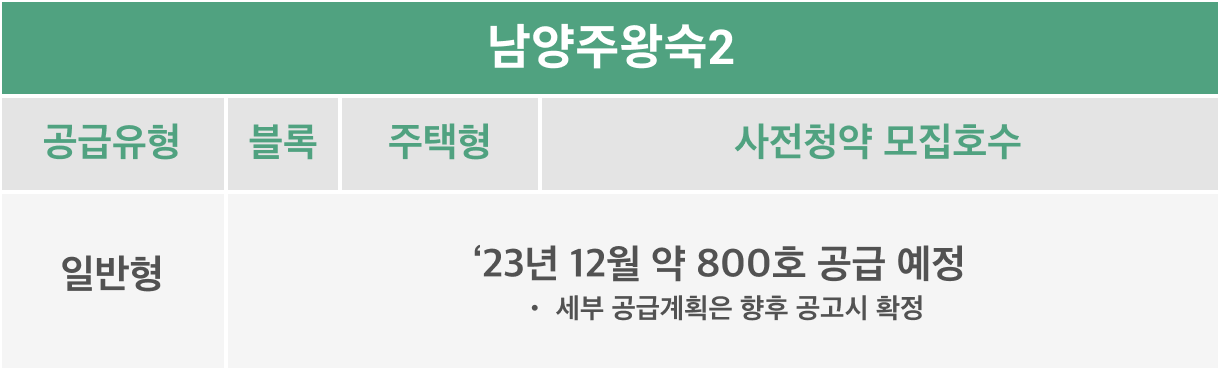 남양주왕숙2
공급유형 블록 주택형 사전청약 모집호수
일반형
‘23년 12월 약 800호 공급 예정
• 세부 공급계획은 향후 공고시 확정